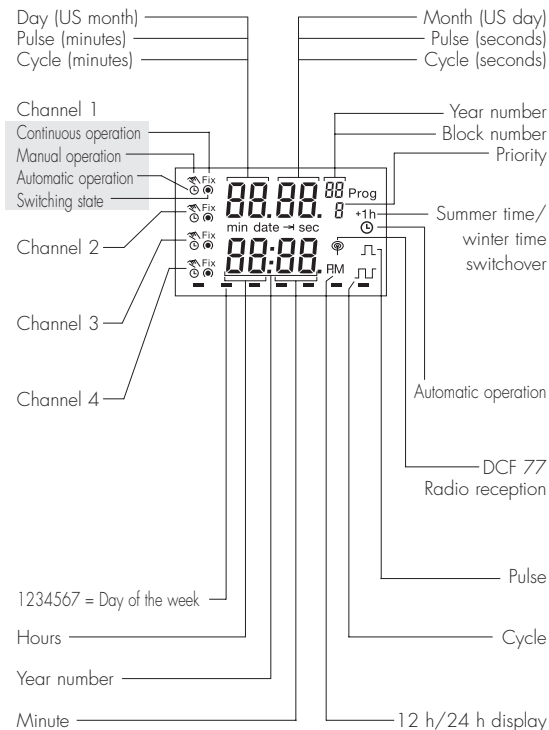 Day (US month)
Pulse (minutes)
Cycle (minutes)
Month (US day)
Pulse (seconds)
Cycle (seconds)
Channel 1
Continuous operation
Manual operation
Automatic operation
Switching state
Channel 2
Channel 3
Channel 4
Year number
Block number
Priority
Summer time/
winter time
switchover
Automatic operation
DCF 77
Radio reception
Pulse
Cycle
12 h/24 h display
Fix
Fix
Fix
Fix
88.88. 88 Prog
8 +1h
min date sec
88:88. PM
1234567 = Day of the week
Hours
Year number
Minute